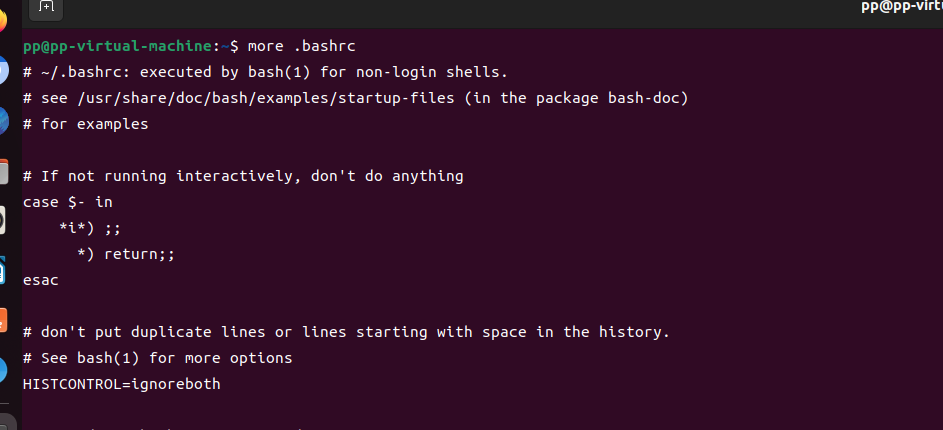 pp@pp-virt
pp@pp-virtual-machine:~$ more .bashrc
# ~/.bashrc: executed by bash(1) for non-login shells.
# see /usr/share/doc/bash/examples/startup-files (in the package bash-doc)
# for examples

# If not running interactively, don't do anything
case $- in
    *i*) ;;
      *) return;;
esac

# don't put duplicate lines or lines starting with space in the history.
# See bash(1) for more options
HISTCONTROL=ignoreboth